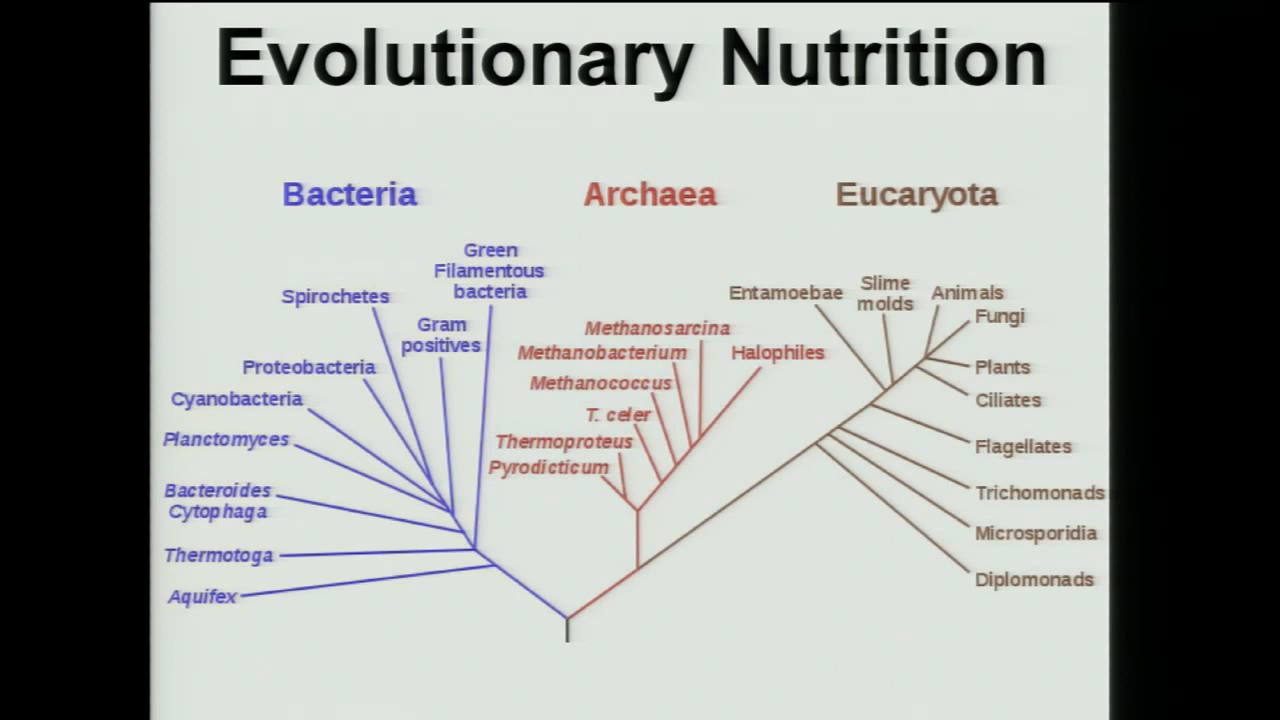 Evolutionary Nutrition
Bacteria
Archaea
Eucaryota
Green
Filamentous
bacteria
Spirochetes
Gram
positives
Proteobacteria
Cyanobacteria
Planctomyces
Bacteroides
Cytophaga
Thermotoga
Aquifex
Methanosarcina
Methanobacterium
Halophiles
Methanococcus
T. celer
Thermoproteus
Pyrodicticum
Entamoebae
Slime
molds
Animals
Fungi
Plants
Ciliates
Flagellates
Trichomonads
Microsporidia
Diplomonads